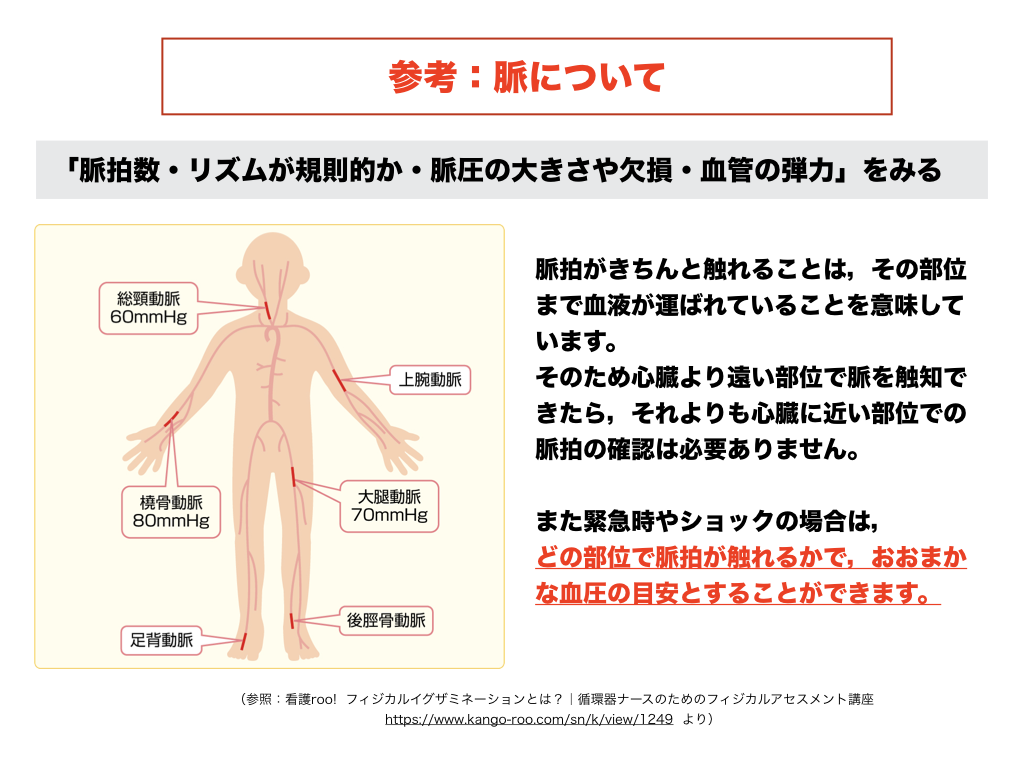 参考：脈について
「脈拍数・リズムが規則的か・脈圧の大きさや欠損・血管の弾力」をみる
総頸動脈
60mmHg
上腕動脈
橈骨動脈
80mmHg
大腿動脈
70mmHg
後脛骨動脈
足背動脈
脈拍がきちんと触れることは，その部位
まで血液が運ばれていることを意味して
います。
そのため心臓より遠い部位で脈を触知で
きたら，それよりも心臓に近い部位での
脈拍の確認は必要ありません。
また緊急時やショックの場合は，
どの部位で脈拍が触れるかで，おおまか
な血圧の目安とすることができます。
（参照：看護roo! フィジカルイグザミネーションとは？｜循環器ナースのためのフィジカルアセスメント講座
https://www.kango-roo.com/sn/k/view/1249 より）